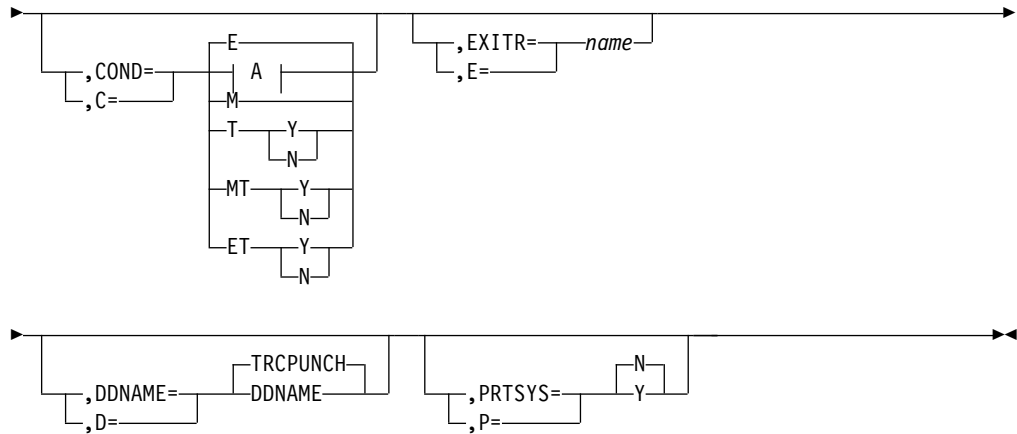 E
,COND= A ,EXITR= name
,C= M ,E=
T Y
N
MT Y
N
ET Y
N
TRCPUNCH N
,DDNAME= DDNAME ,PRTSYS= Y
,D= ,P=